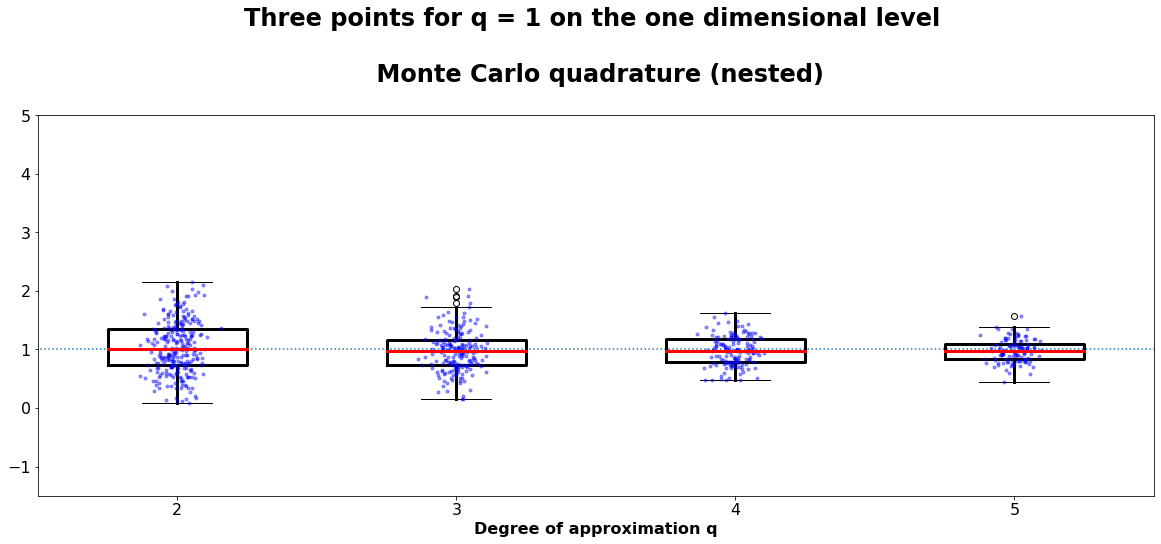 Three points for q = 1 on the one dimensional level
Monte Carlo quadrature (nested)
5
4
3
2
1
0
−1
2 3 4 5
Degree of approximation q